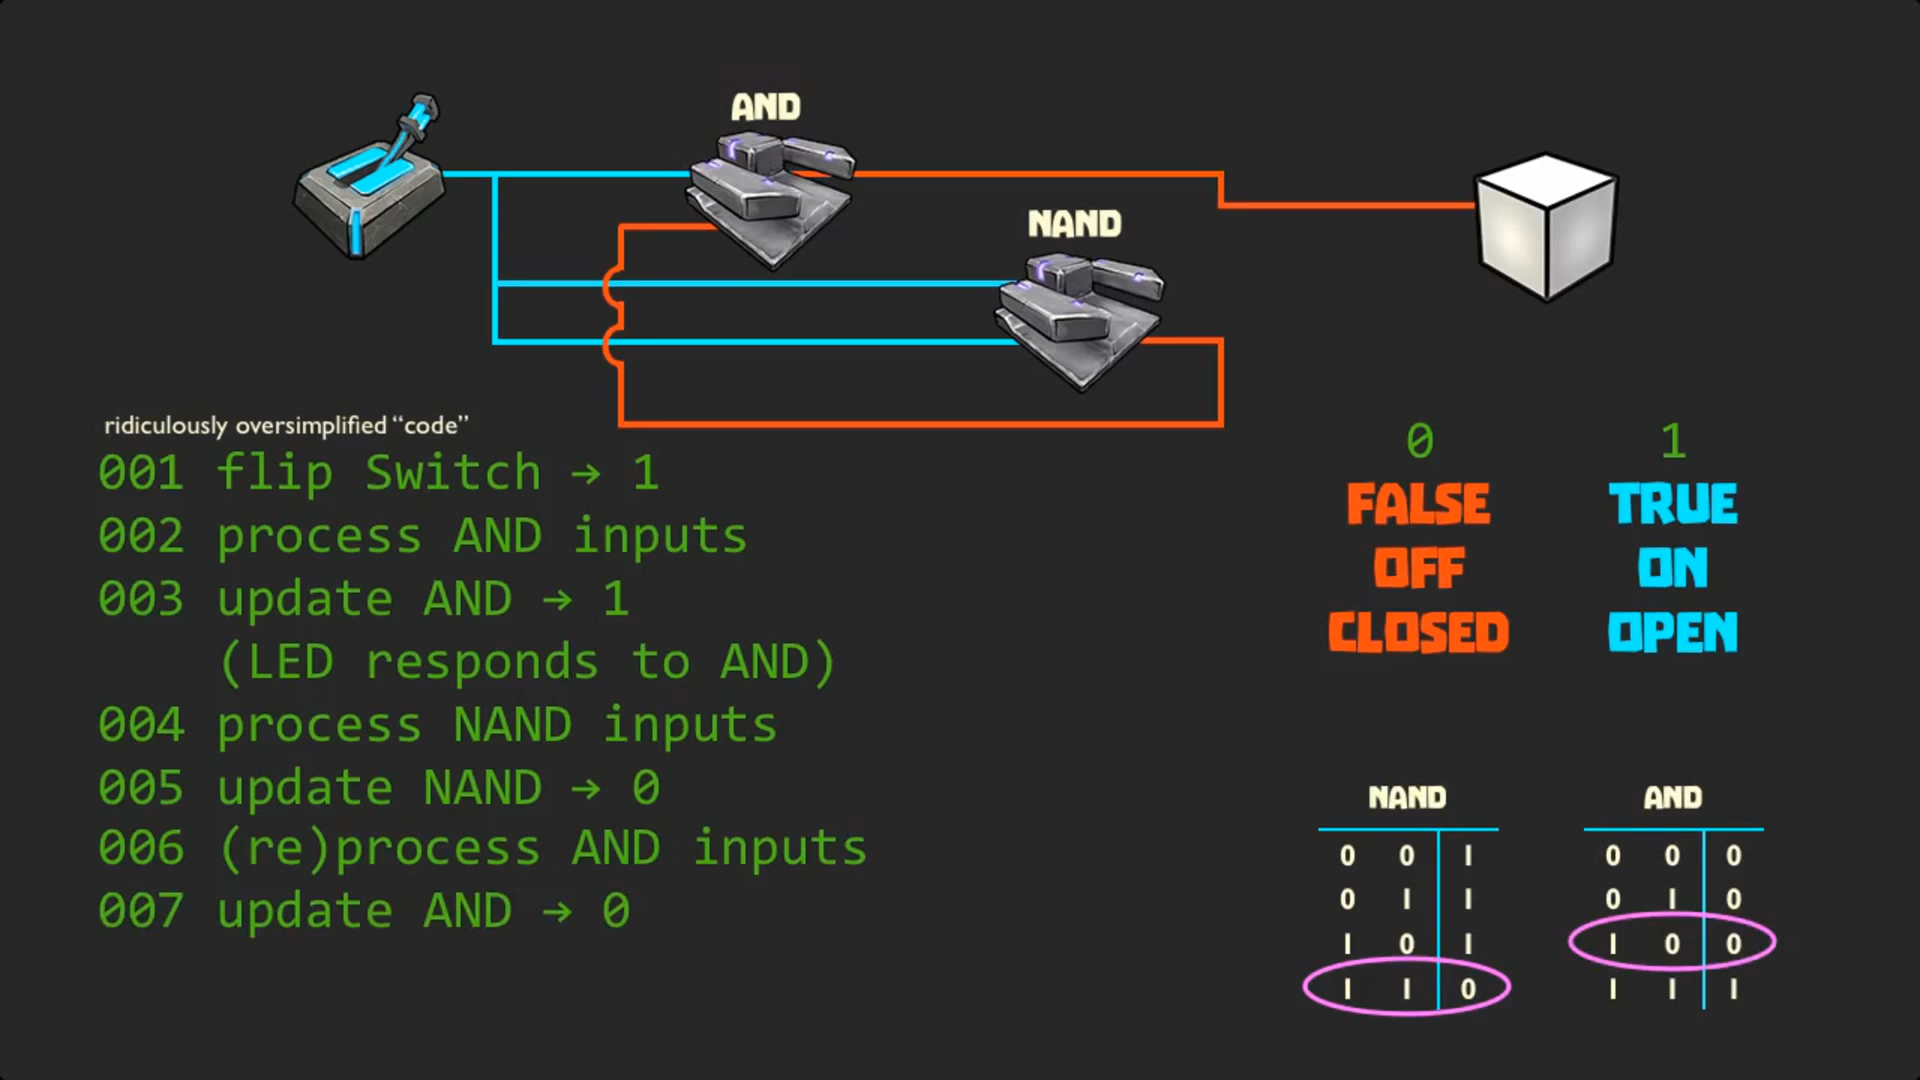 AND
NAND
ridiculously oversimplified “code”
001 flip Switch → 1
002 process AND inputs
003 update AND → 1
(LED responds to AND)
004 process NAND inputs
005 update NAND → 0
006 (re)process AND inputs
007 update AND → 0
0 1
FALSE TRUE
OFF ON
CLOSED OPEN
NAND
0 0 1
0 1 1
1 0 1
1 1 0
AND
0 0 0
0 1 0
1 0 0
1 1 1